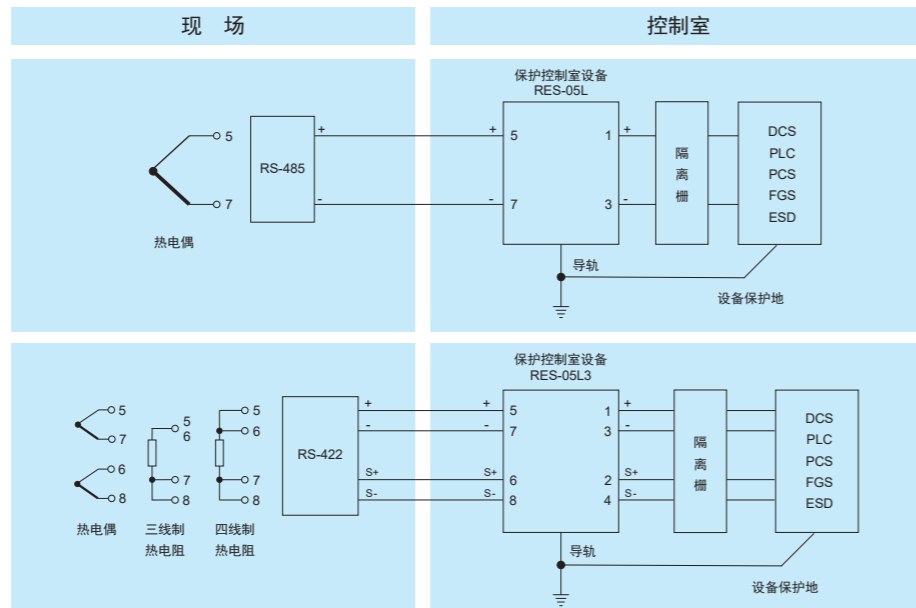 现 场
控制室
保护控制室设备
RES-05L
5
7
热电偶
RS-485
+
+
-
-
5
1
7
3
+
-
隔
离
栅
DCS
PLC
PCS
FGS
ESD
导轨
设备保护地
保护控制室设备
RES-05L3
5
7
6
8
热电偶
5
6
7
8
三线制
热电阻
5
6
7
8
四线制
热电阻
RS-422
+
+
-
-
S+
S+
S-
S-
5
1
7
3
6
2
8
4
+
-
S+
S-
隔
离
栅
DCS
PLC
PCS
FGS
ESD
导轨
设备保护地